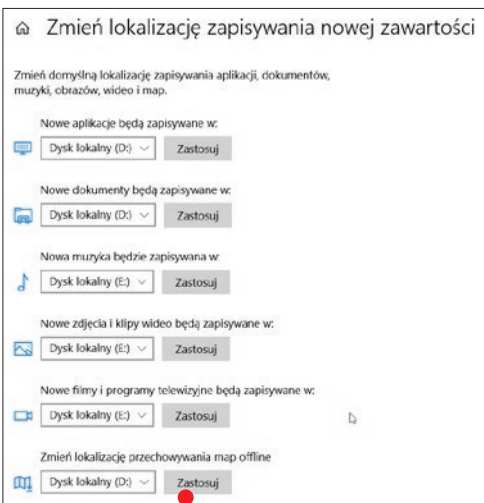 Zmień lokalizację zapisywania nowej zawartości
Zmień domyślną lokalizację zapisywania aplikacji, dokumentów,
muzyki, obrazów, wideo i map.
Nowe aplikacje będą zapisywane w:
Dysk lokalny (D:) Zastosuj
Nowe dokumenty będą zapisywane w:
Dysk lokalny (D:) Zastosuj
Nowa muzyka będzie zapisywana w:
Dysk lokalny (E:) Zastosuj
Nowe zdjęcia i klipy wideo będą zapisywane w:
Dysk lokalny (E:) Zastosuj
Nowe filmy i programy telewizyjne będą zapisywane w:
Dysk lokalny (E:) Zastosuj
Zmień lokalizację przechowywania map offline
Dysk lokalny (D:) Zastosuj